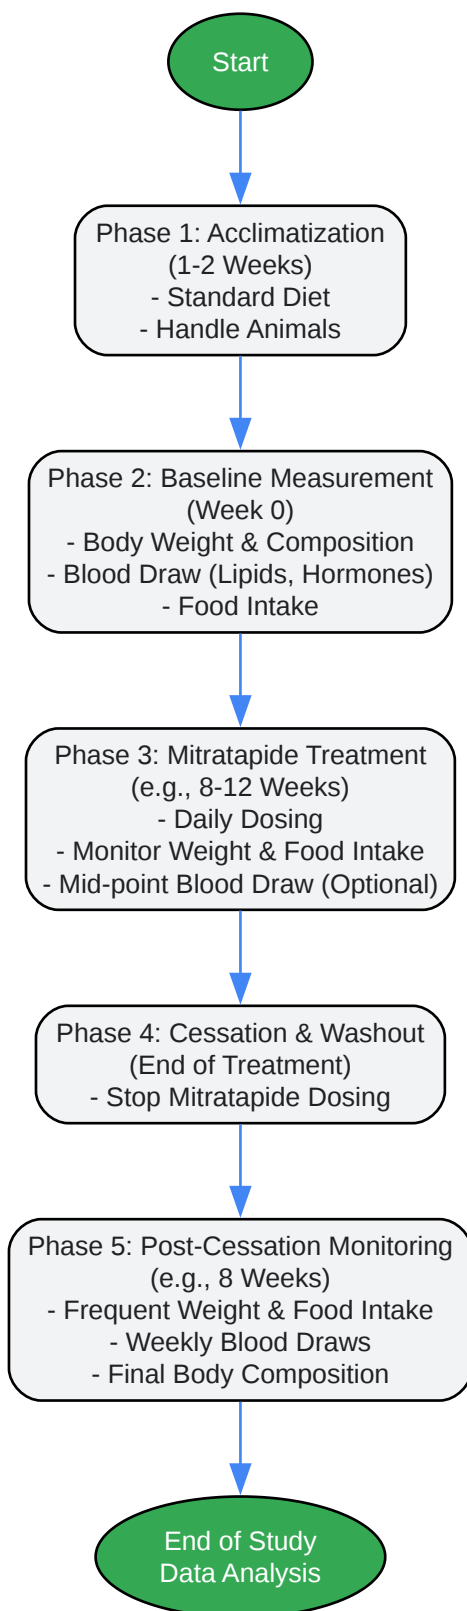 Start
Phase 1: Acclimatization
(1-2 Weeks)
- Standard Diet
- Handle Animals
Phase 2: Baseline Measurement
(Week 0)
- Body Weight & Composition
- Blood Draw (Lipids, Hormones)
- Food Intake
Phase 3: Mitratapide Treatment
(e.g., 8-12 Weeks)
- Daily Dosing
- Monitor Weight & Food Intake
- Mid-point Blood Draw (Optional)
Phase 4: Cessation & Washout
(End of Treatment)
- Stop Mitratapide Dosing
Phase 5: Post-Cessation Monitoring
(e.g., 8 Weeks)
- Frequent Weight & Food Intake
- Weekly Blood Draws
- Final Body Composition
End of Study
Data Analysis